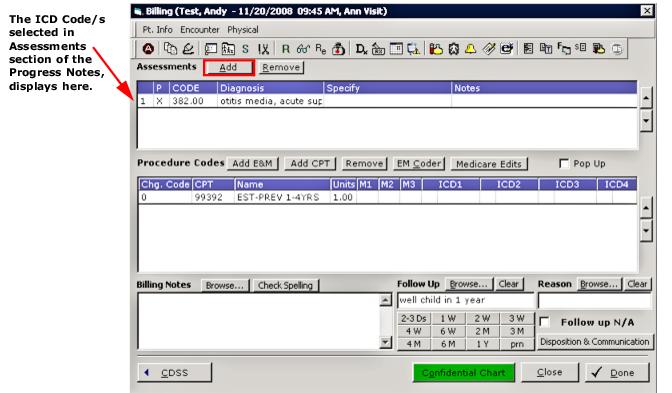 The ICD Code/s
selected in
Assessments
section of the
Progress Notes,
displays here.
Billing (Test, Andy - 11/20/2008 09:45 AM, Ann Visit)
Pt. Info Encounter Physical
Assessments Add Remove
P CODE Diagnosis Specify Notes
1 X 382.00 otitis media, acute sup
Procedure Codes Add E&M Add CPT Remove EM Coder Medicare Edits Pop Up
Chg. Code CPT Name Units M1 M2 M3 ICD1 ICD2 ICD3 ICD4
0 99392 EST-PREV 1-4YRS 1.00
Billing Notes Browse... Check Spelling Follow Up Browse... Clear Reason Browse... Clear
well child in 1 year
2-3 Ds 1 W 2 W 3 W Follow up N/A
4 W 6 W 2 M 3 M
4 M 6 M 1 Y prn Disposition & Communication
CDSS Confidential Chart Close Done